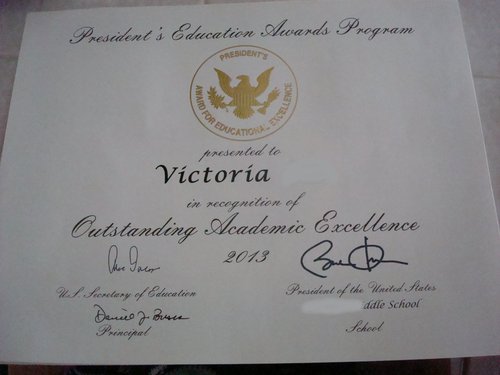 President's Education Awards Program
PRESIDENT'S
AWARD FOR EDUCATIONAL EXCELLENCE
presented to
Victoria
in recognition of
Outstanding Academic Excellence
2013
U.S. Secretary of Education
President of the United States
Daniel J.
Principal
ddle School
School